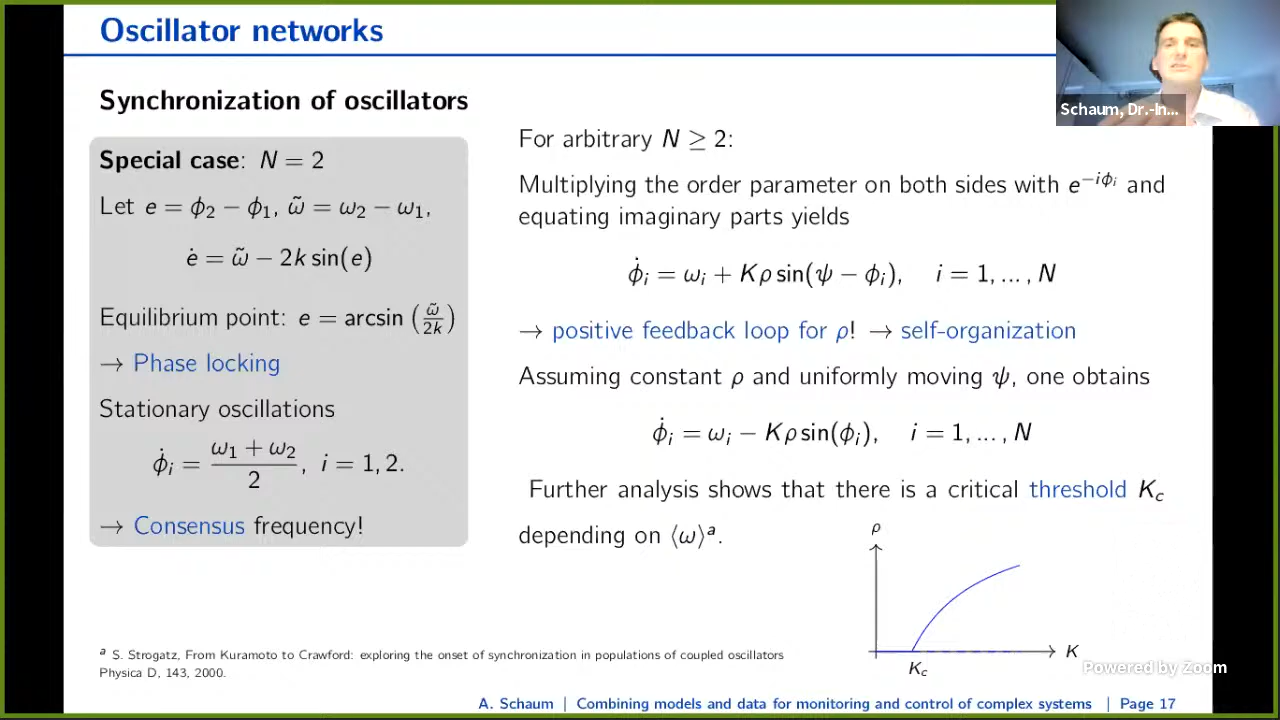 Oscillator networks
Schaum, Dr.-In...
Synchronization of oscillators
Special case: N = 2
Let e = ϕ₂ − ϕ₁, ω̃ = ω₂ − ω₁,
ė = ω̃ − 2k sin(e)
Equilibrium point: e = arcsin (ω̃/2k)
→ Phase locking
Stationary oscillations
ϕ̇ᵢ = (ω₁ + ω₂)/2, i = 1, 2.
→ Consensus frequency!
For arbitrary N ≥ 2:
Multiplying the order parameter on both sides with e^{−iϕᵢ} and
equating imaginary parts yields
ϕ̇ᵢ = ωᵢ + Kρ sin(ψ − ϕᵢ), i = 1, ... , N
→ positive feedback loop for ρ! → self-organization
Assuming constant ρ and uniformly moving ψ, one obtains
ϕ̇ᵢ = ωᵢ − Kρ sin(ϕᵢ), i = 1, ... , N
Further analysis shows that there is a critical threshold K_c
depending on ⟨ω⟩ᵃ.
ρ
K
K_c
ᵃ S. Strogatz, From Kuramoto to Crawford: exploring the onset of synchronization in populations of coupled oscillators
Physica D, 143, 2000.
Powered by Zoom
A. Schaum | Combining models and data for monitoring and control of complex systems | Page 17